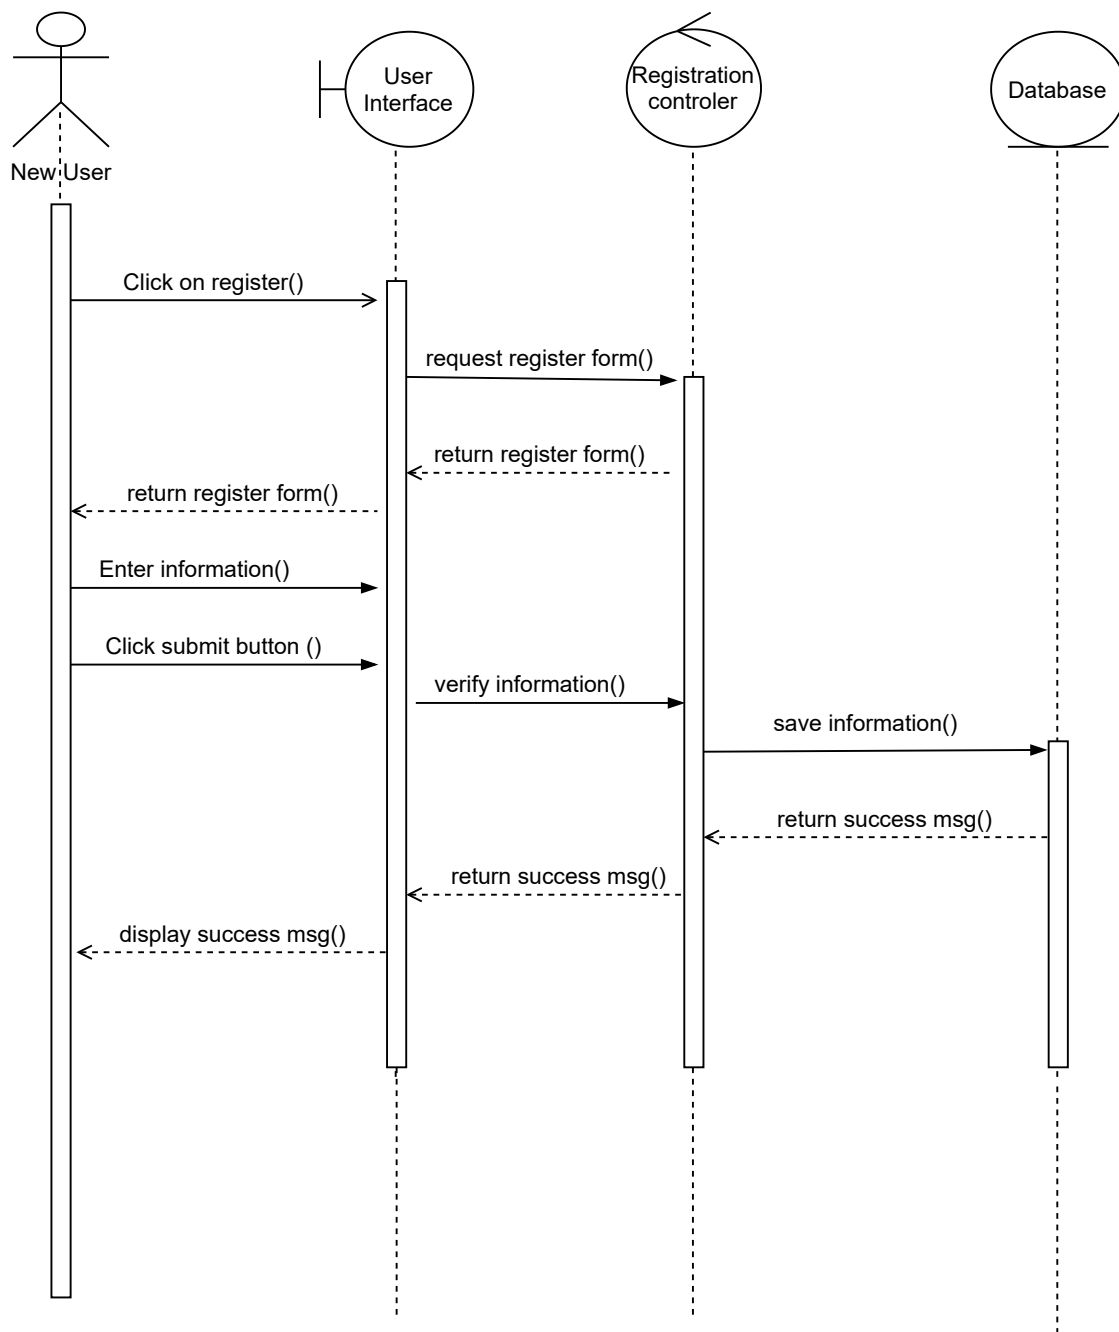 User
Interface
Registration
controler
Database
New User
Click on register()
request register form()
return register form()
return register form()
Enter information()
Click submit button ()
verify information()
save information()
return success msg()
return success msg()
display success msg()